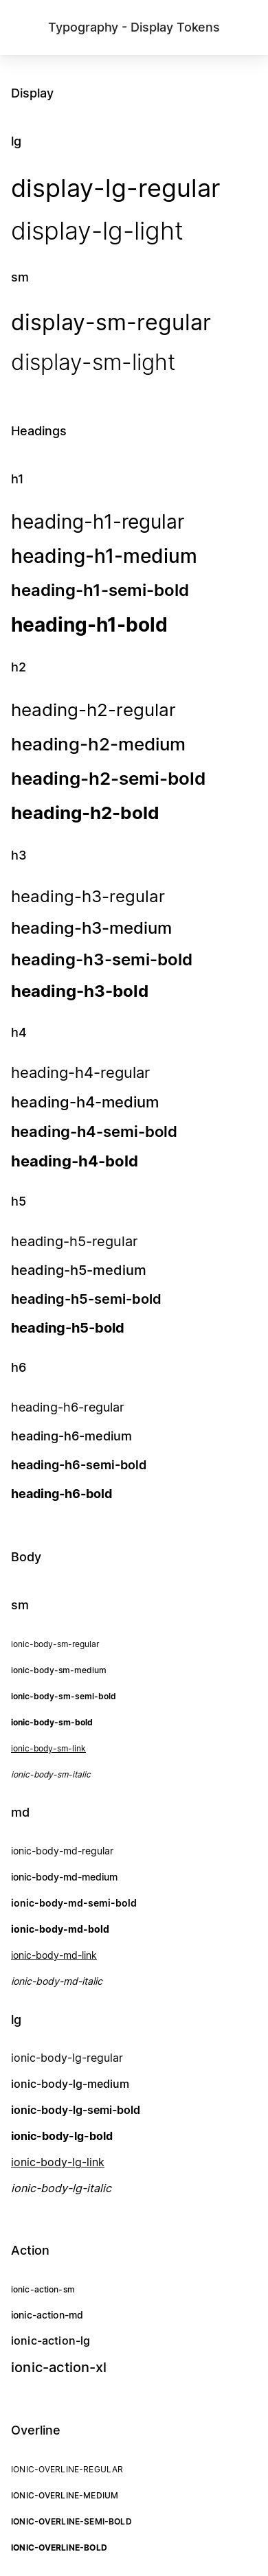 Typography - Display Tokens
Display
lg
display-lg-regular
display-lg-light
sm
display-sm-regular
display-sm-light
Headings
h1
heading-h1-regular
heading-h1-medium
heading-h1-semi-bold
heading-h1-bold
h2
heading-h2-regular
heading-h2-medium
heading-h2-semi-bold
heading-h2-bold
h3
heading-h3-regular
heading-h3-medium
heading-h3-semi-bold
heading-h3-bold
h4
heading-h4-regular
heading-h4-medium
heading-h4-semi-bold
heading-h4-bold
h5
heading-h5-regular
heading-h5-medium
heading-h5-semi-bold
heading-h5-bold
h6
heading-h6-regular
heading-h6-medium
heading-h6-semi-bold
heading-h6-bold
Body
sm
ionic-body-sm-regular
ionic-body-sm-medium
ionic-body-sm-semi-bold
ionic-body-sm-bold
ionic-body-sm-link
ionic-body-sm-italic
md
ionic-body-md-regular
ionic-body-md-medium
ionic-body-md-semi-bold
ionic-body-md-bold
ionic-body-md-link
ionic-body-md-italic
lg
ionic-body-lg-regular
ionic-body-lg-medium
ionic-body-lg-semi-bold
ionic-body-lg-bold
ionic-body-lg-link
ionic-body-lg-italic
Action
ionic-action-sm
ionic-action-md
ionic-action-lg
ionic-action-xl
Overline
IONIC-OVERLINE-REGULAR
IONIC-OVERLINE-MEDIUM
IONIC-OVERLINE-SEMI-BOLD
IONIC-OVERLINE-BOLD